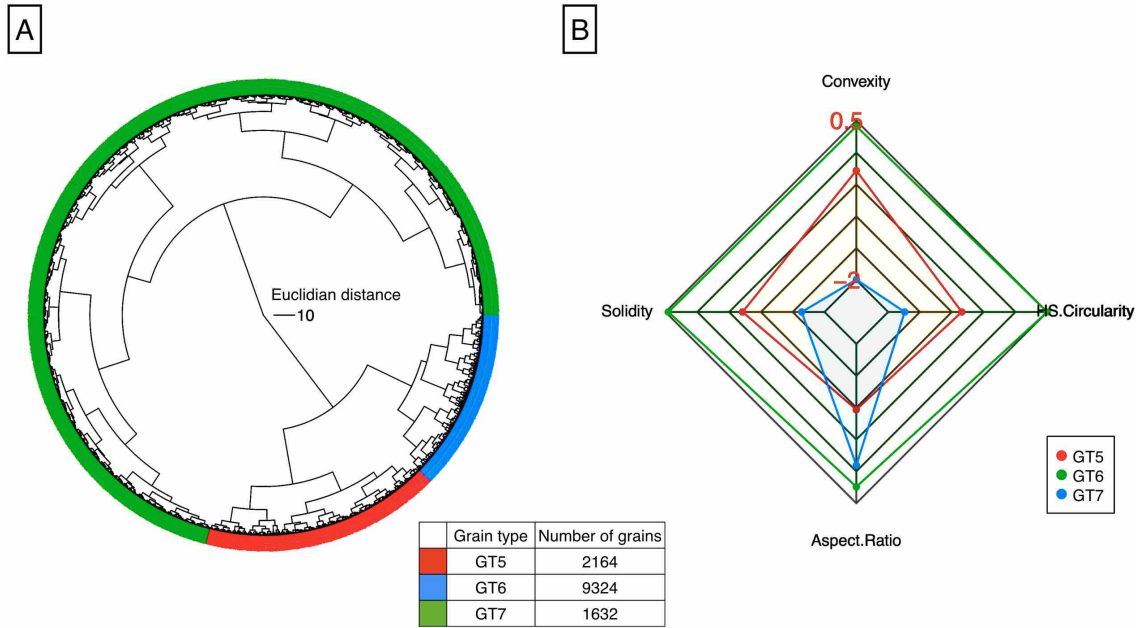 A
B
Convexity
0.5
Euclidian distance
10
−2
Solidity
HS.Circularity
GT5
GT6
GT7
Aspect.Ratio
Grain type Number of grains
GT5 2164
GT6 9324
GT7 1632